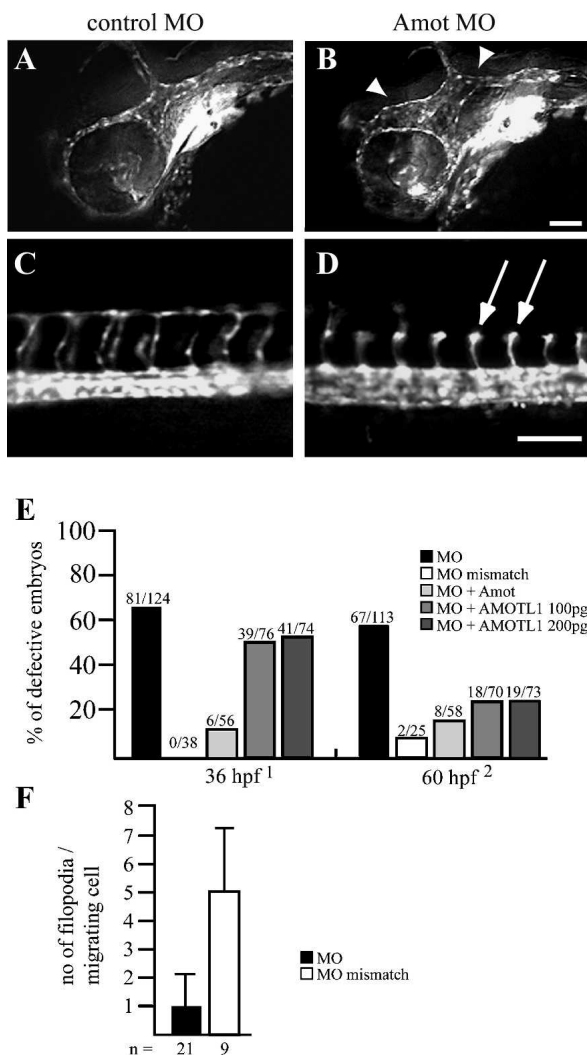 control MO
Amot MO
A
B
C
D
E
% of defective embryos
100
80
60
40
20
81/124
0/38
6/56
39/76
41/74
67/113
2/25
8/58
18/70
19/73
MO
MO mismatch
MO + Amot
MO + AMOTL1 100pg
MO + AMOTL1 200pg
36 hpf 1
60 hpf 2
F
no of filopodia /
migrating cell
8
7
6
5
4
3
2
1
MO
MO mismatch
n = 21 9